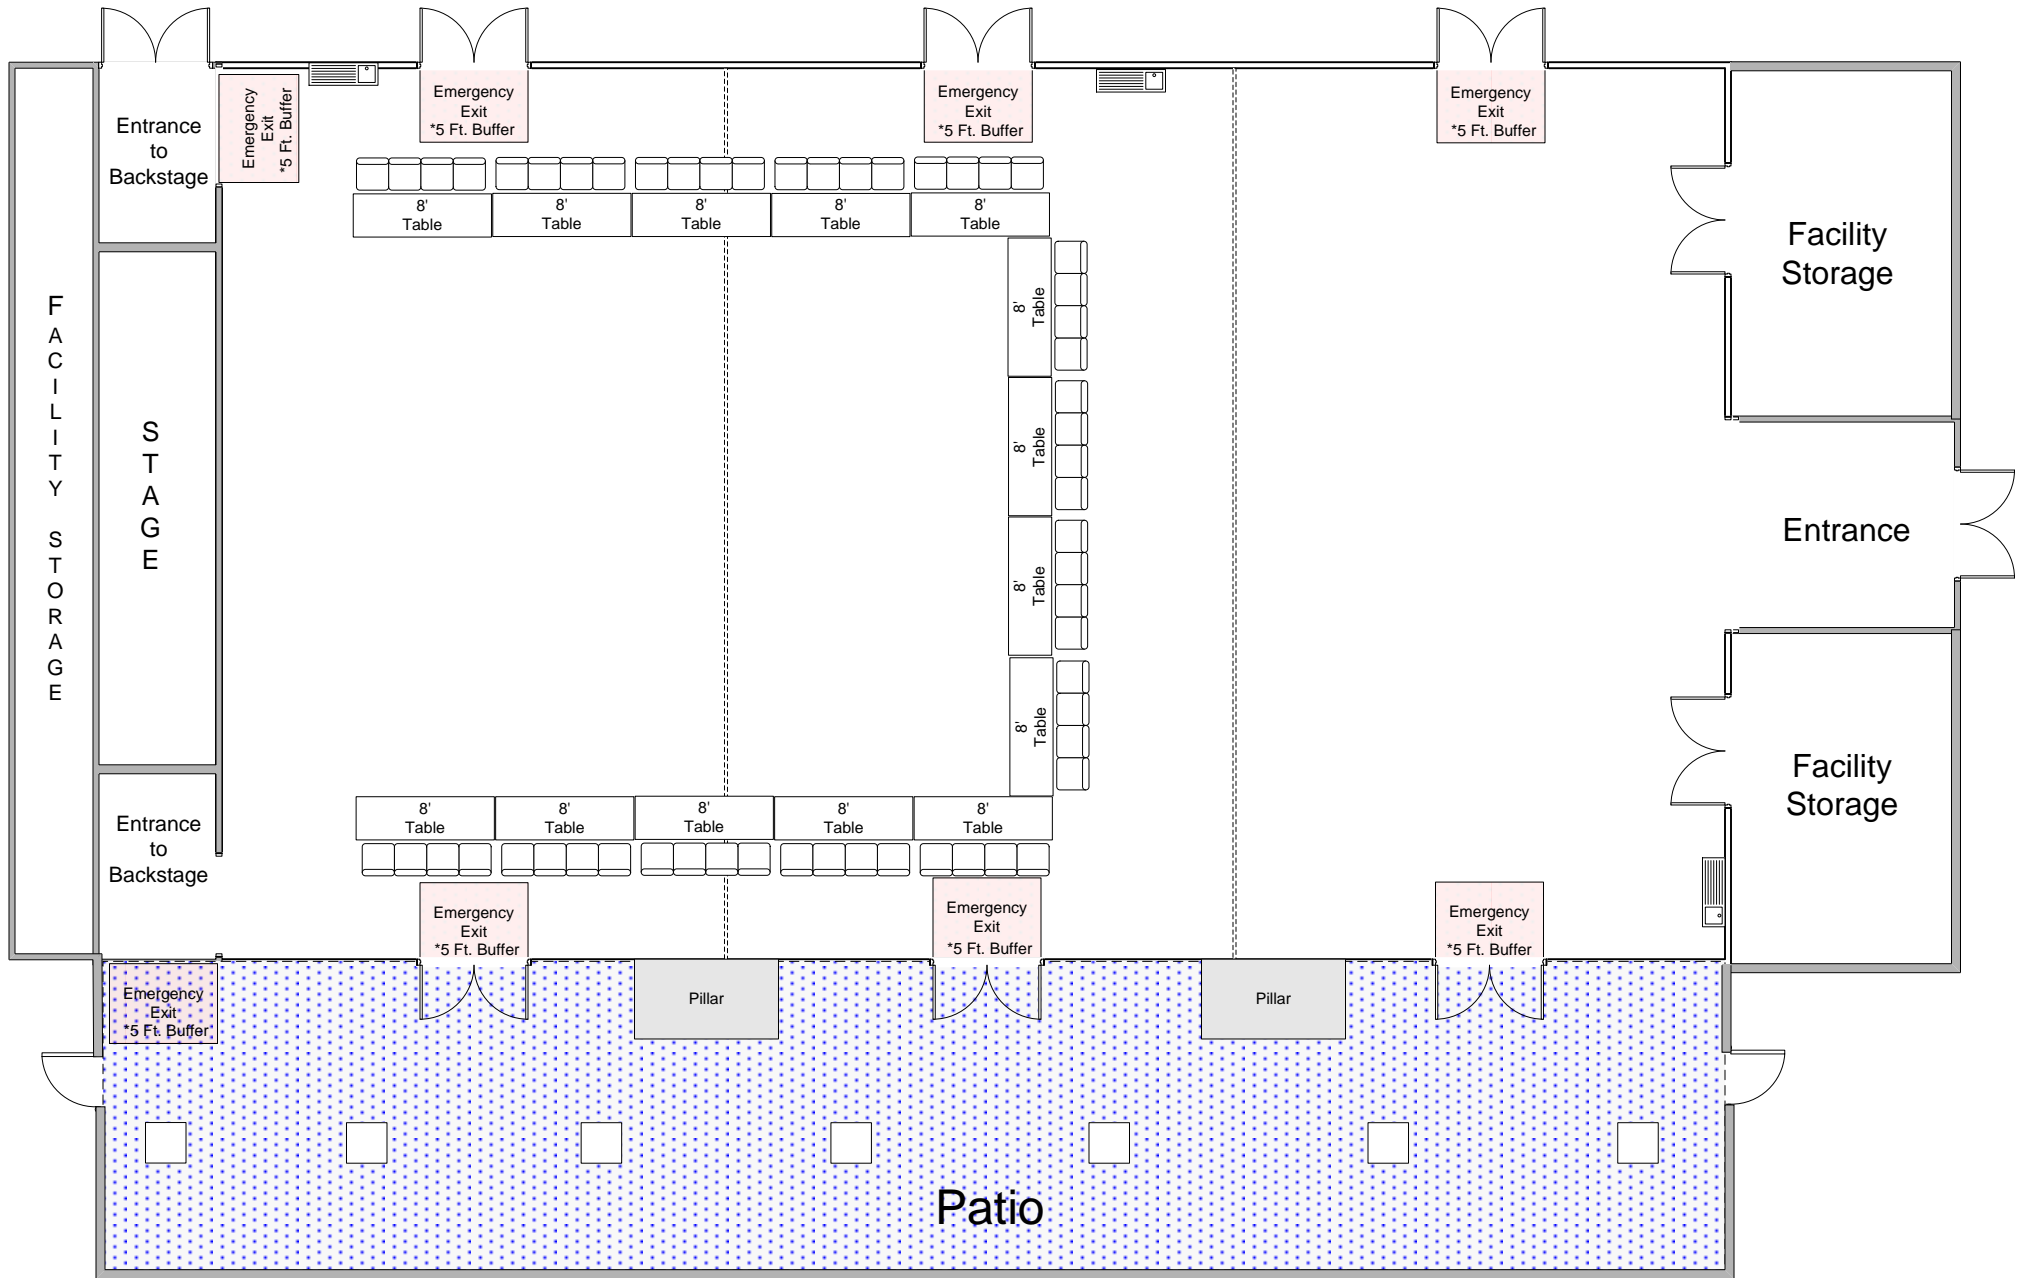 Emergency
Exit
*5 Ft. Buffer
Emergency
Exit
*5 Ft. Buffer
Emergency
Exit
*5 Ft. Buffer
Emergency
Exit
*5 Ft. Buffer
Entrance
to
Backstage
8'
Table
8'
Table
8'
Table
8'
Table
8'
Table
Facility
Storage
8'
Table
8'
Table
8'
Table
8'
Table
FACILITY STORAGE
STAGE
Entrance
Facility
Storage
8'
Table
8'
Table
8'
Table
8'
Table
8'
Table
Entrance
to
Backstage
Emergency
Exit
*5 Ft. Buffer
Emergency
Exit
*5 Ft. Buffer
Emergency
Exit
*5 Ft. Buffer
Emergency
Exit
*5 Ft. Buffer
Pillar
Pillar
Patio